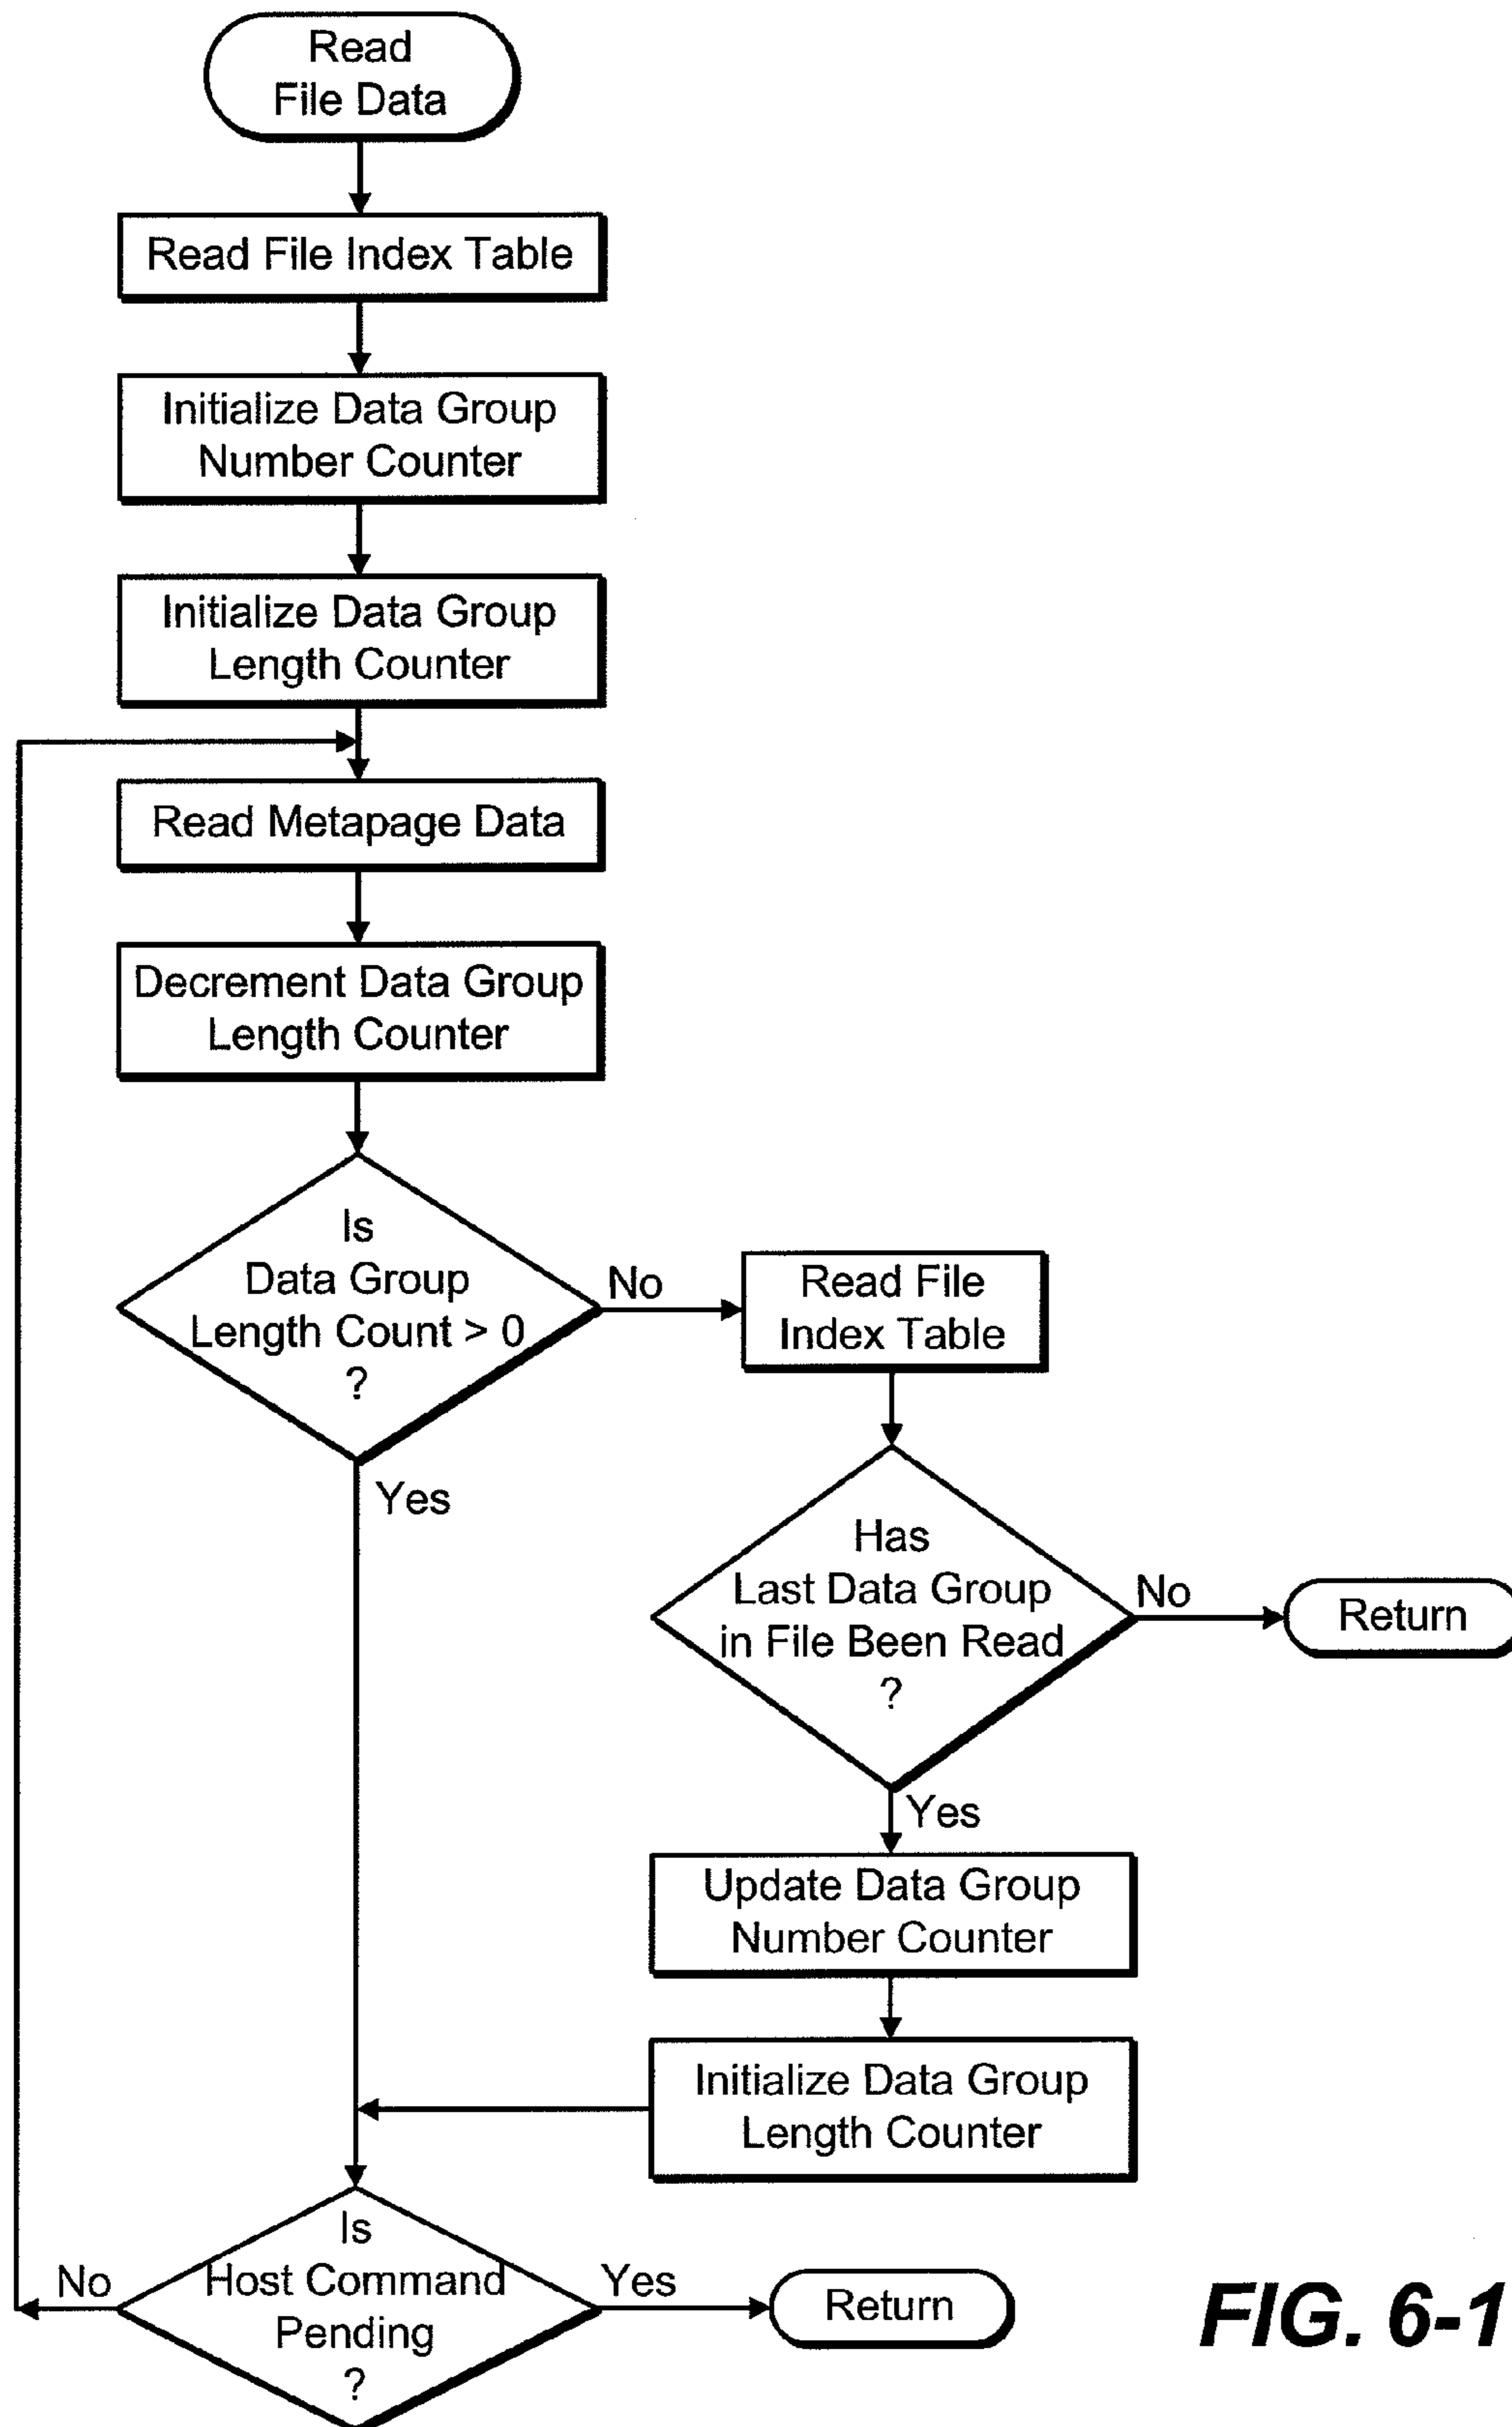 Read
File Data
Read File Index Table
Initialize Data Group
Number Counter
Initialize Data Group
Length Counter
Read Metapage Data
Decrement Data Group
Length Counter
Is
Data Group
Length Count > 0
?
No
Yes
Read File
Index Table
Has
Last Data Group
in File Been Read
?
No
Return
Yes
Update Data Group
Number Counter
Initialize Data Group
Length Counter
Is
Host Command
Pending
?
No
Yes
Return
FIG. 6-1